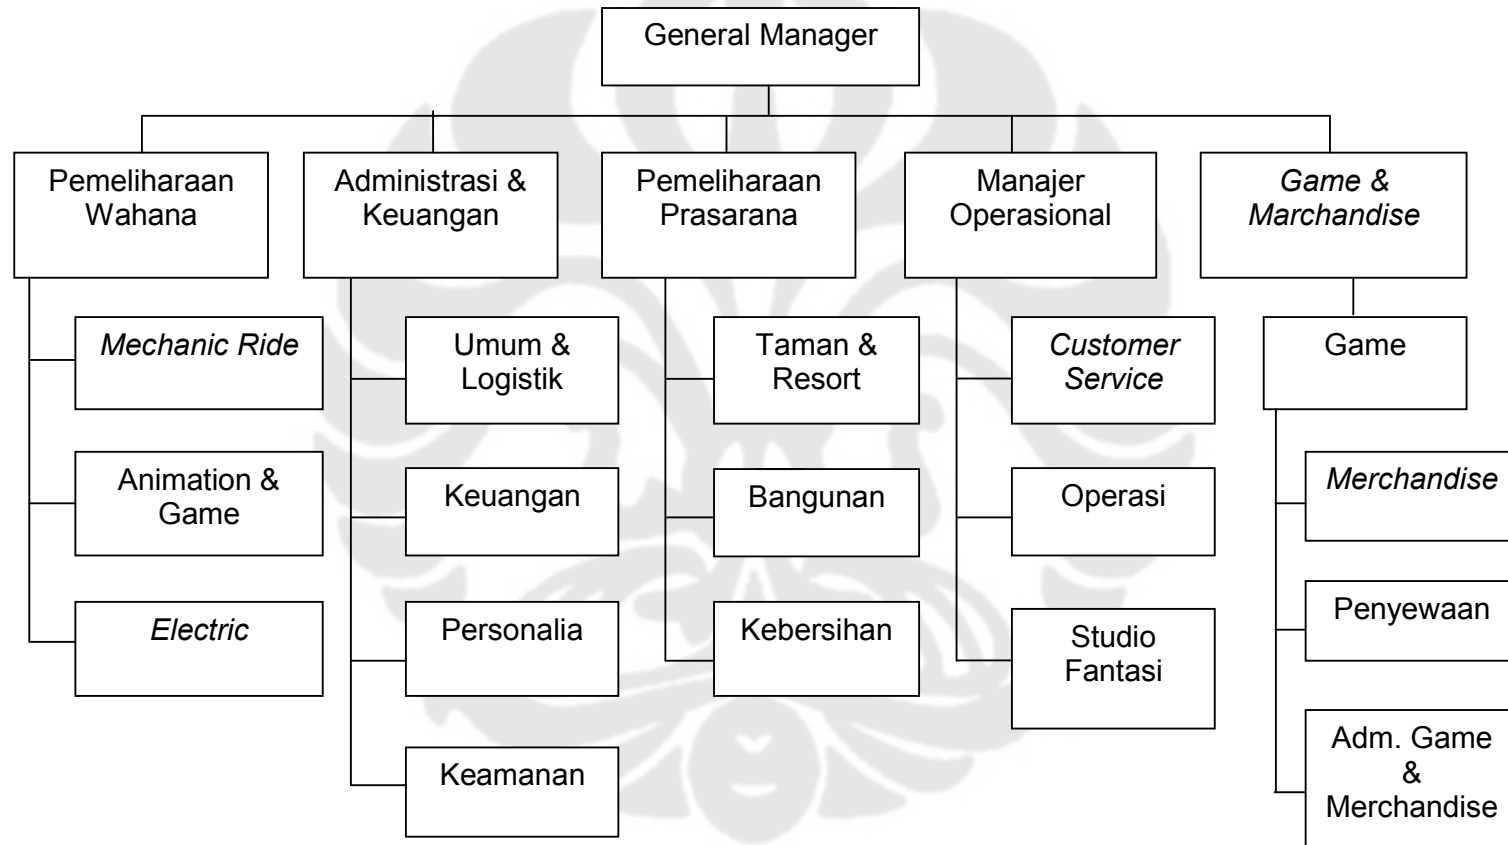 General Manager
Pemeliharaan
Wahana
Administrasi &
Keuangan
Pemeliharaan
Prasarana
Manajer
Operasional
Game &
Marchandise
Mechanic Ride
Umum &
Logistik
Taman &
Resort
Customer
Service
Game
Animation &
Game
Keuangan
Bangunan
Operasi
Merchandise
Electric
Personalia
Kebersihan
Studio
Fantasi
Penyewaan
Keamanan
Adm. Game
&
Merchandise